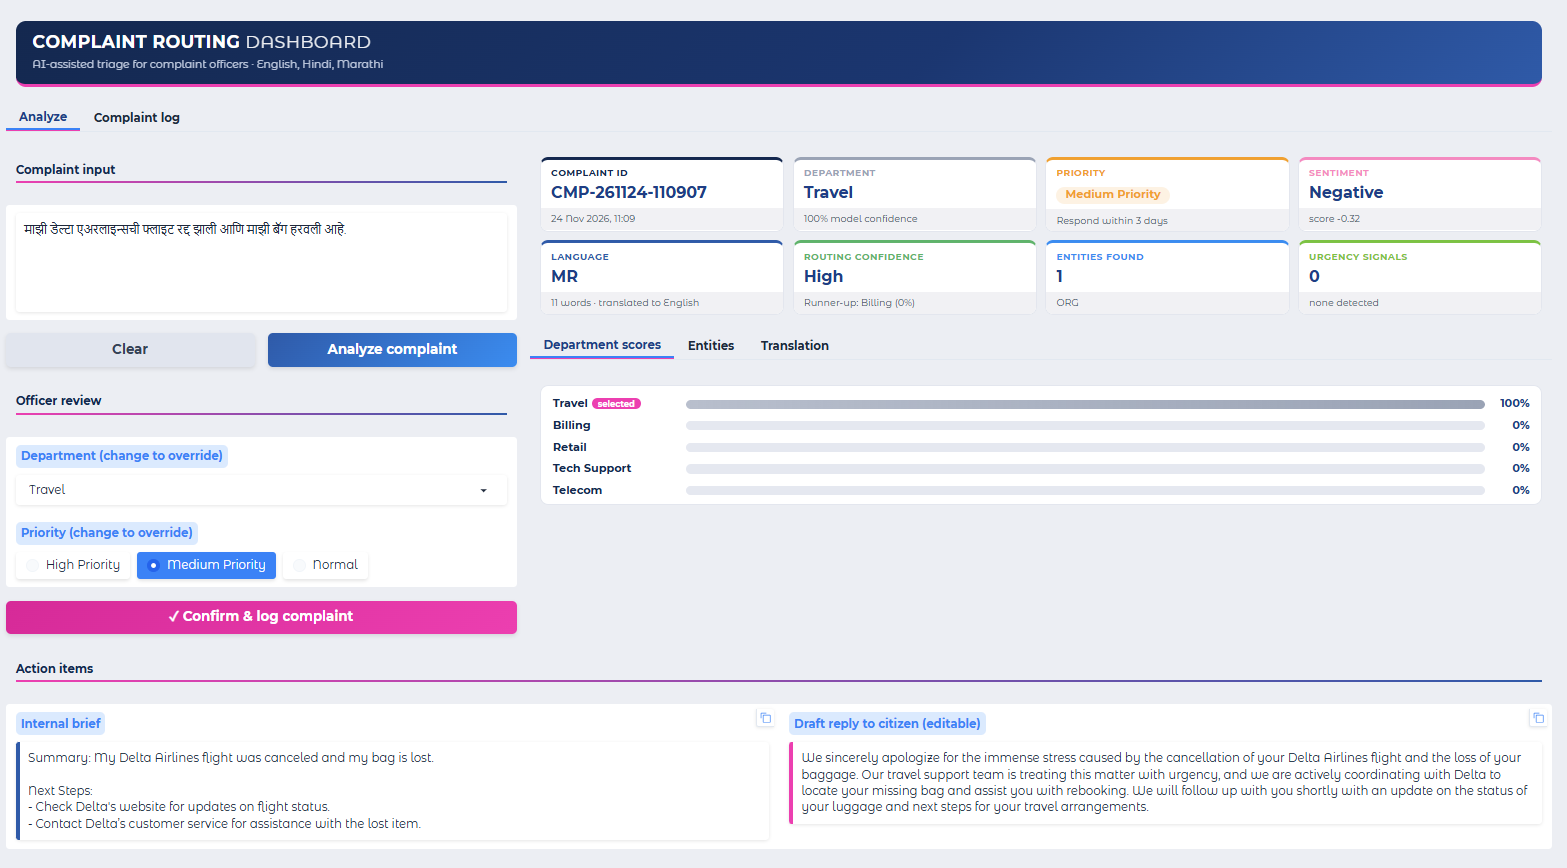 COMPLAINT ROUTING DASHBOARD
AI-assisted triage for complaint officers · English, Hindi, Marathi
Analyze
Complaint log
Complaint input
माझी डेल्टा एअरलाइन्सची फ्लाइट रद्द झाली आणि माझी बॅग हरवली आहे.
Clear
Analyze complaint
Officer review
Department (change to override)
Travel
Priority (change to override)
High Priority
Medium Priority
Normal
✓ Confirm & log complaint
COMPLAINT ID
CMP-261124-110907
24 Nov 2026, 11:09
DEPARTMENT
Travel
100% model confidence
PRIORITY
Medium Priority
Respond within 3 days
SENTIMENT
Negative
score -0.32
LANGUAGE
MR
11 words · translated to English
ROUTING CONFIDENCE
High
Runner-up: Billing (0%)
ENTITIES FOUND
1
ORG
URGENCY SIGNALS
0
none detected
Department scores
Entities
Translation
Travel selected 100%
Billing 0%
Retail 0%
Tech Support 0%
Telecom 0%
Action items
Internal brief
Summary: My Delta Airlines flight was canceled and my bag is lost.
Next Steps:
- Check Delta's website for updates on flight status.
- Contact Delta's customer service for assistance with the lost item.
Draft reply to citizen (editable)
We sincerely apologize for the immense stress caused by the cancellation of your Delta Airlines flight and the loss of your
baggage. Our travel support team is treating this matter with urgency, and we are actively coordinating with Delta to
locate your missing bag and assist you with rebooking. We will follow up with you shortly with an update on the status of
your luggage and next steps for your travel arrangements.